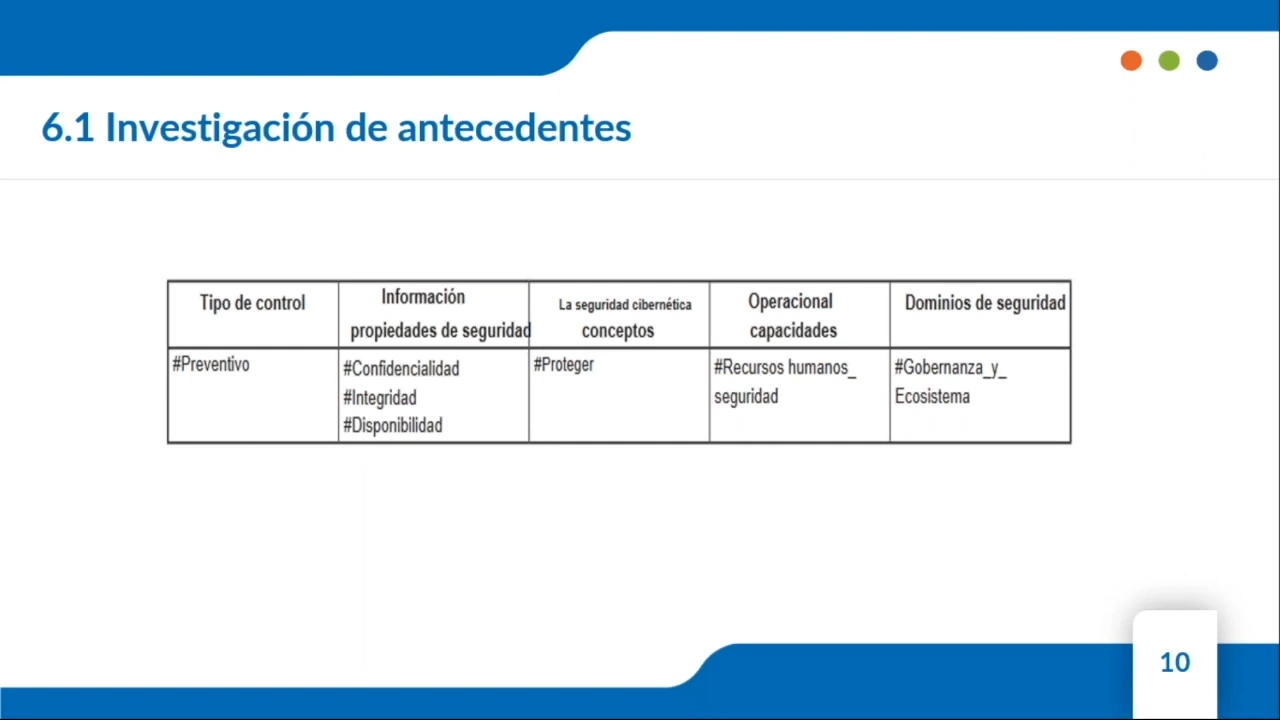 6.1 Investigación de antecedentes
Tipo de control
Información
propiedades de seguridad
La seguridad cibernética
conceptos
Operacional
capacidades
Dominios de seguridad
#Preventivo
#Confidencialidad
#Integridad
#Disponibilidad
#Proteger
#Recursos humanos_
seguridad
#Gobernanza_y_
Ecosistema
10